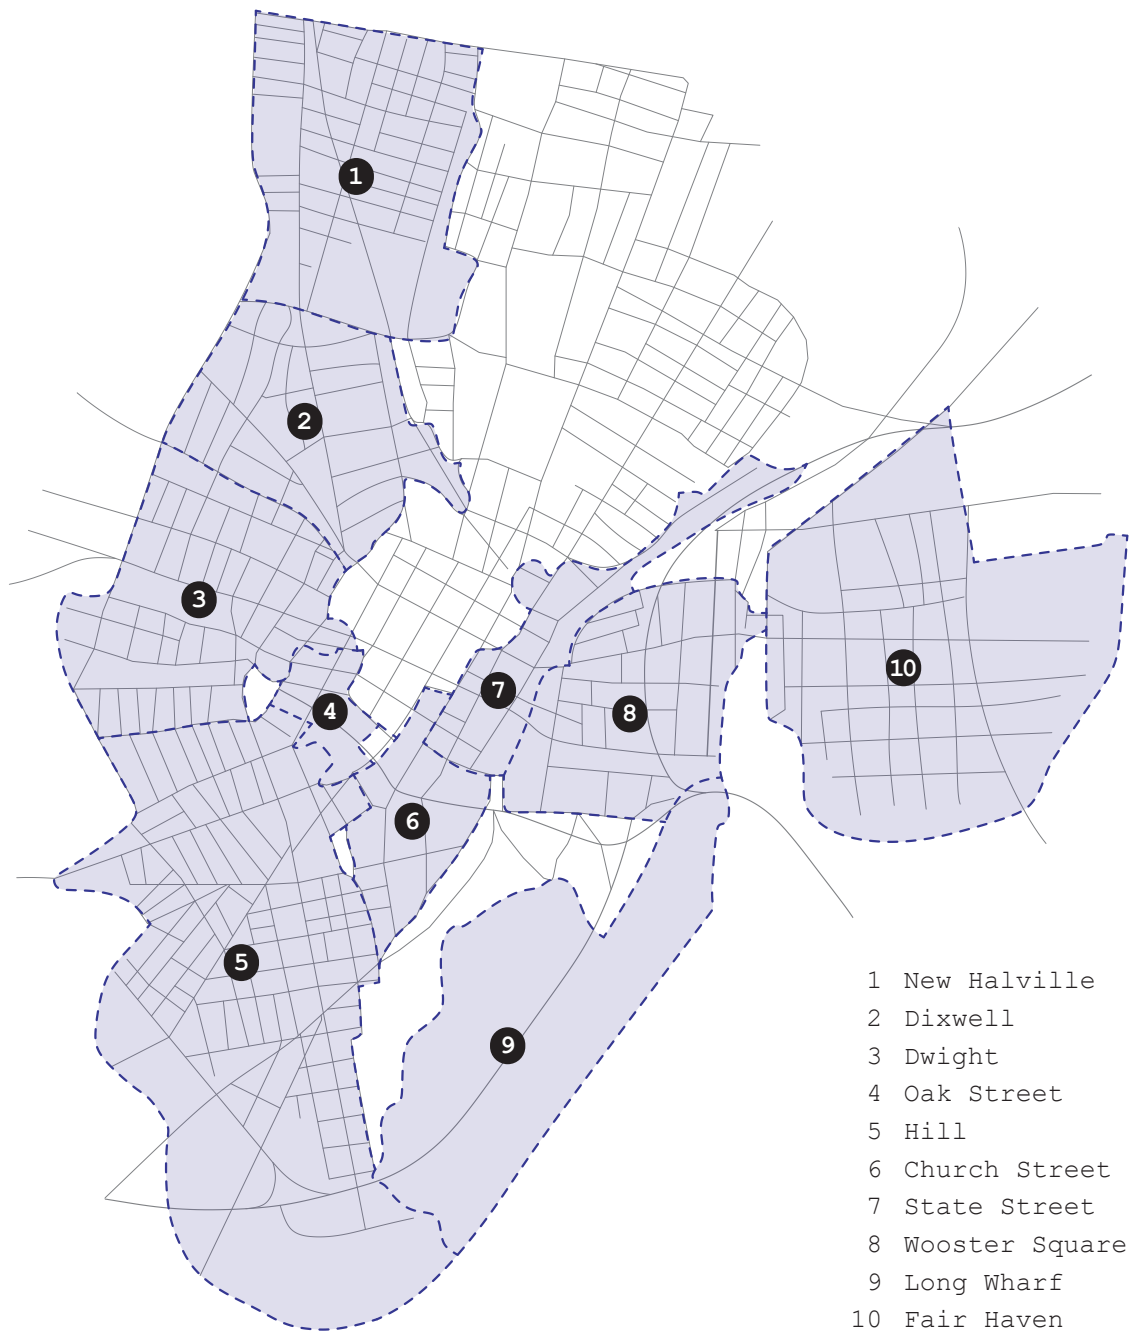 1
2
3
4
5
6
7
8
9
10
1 New Halville
2 Dixwell
3 Dwight
4 Oak Street
5 Hill
6 Church Street
7 State Street
8 Wooster Square
9 Long Wharf
10 Fair Haven